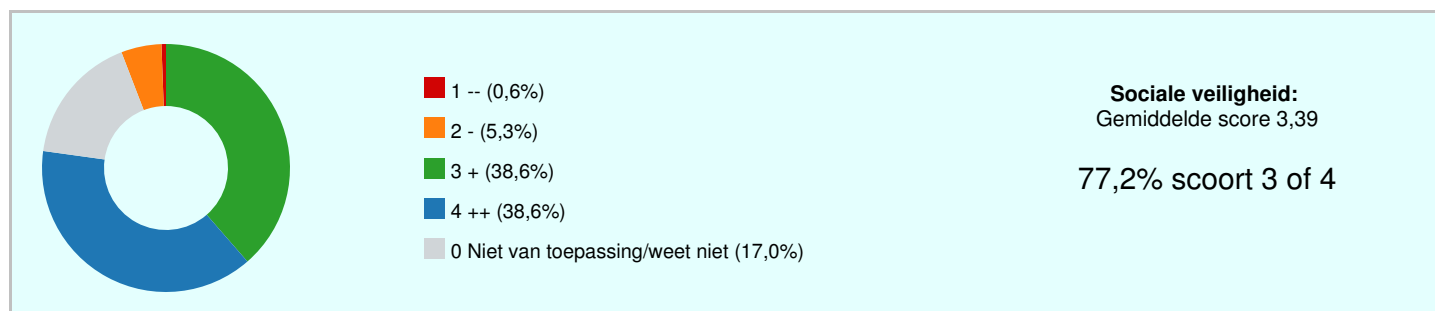 1 -- (0,6%)
2 - (5,3%)
3 + (38,6%)
4 ++ (38,6%)
0 Niet van toepassing/weet niet (17,0%)
Sociale veiligheid:
Gemiddelde score 3,39
77,2% scoort 3 of 4